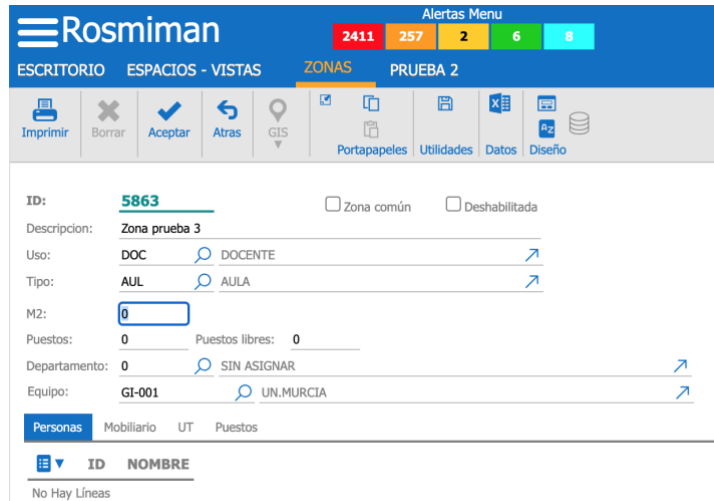 Rosmiman
Alertas Menu
2411 257 2 6 8
ESCRITORIO ESPACIOS - VISTAS ZONAS PRUEBA 2
Imprimir Borrar Aceptar Atras GIS
AZ
Portapapeles Utilidades Datos Diseño
ID: 5863 Zona común Deshabilitada
Descripcion: Zona prueba 3
Uso: DOC DOCENTE
Tipo: AUL AULA
M2: 0
Puestos: 0 Puestos libres: 0
Departamento: 0 SIN ASIGNAR
Equipo: GI-001 UN.MURCIA
Personas Mobiliario UT Puestos
ID NOMBRE
No Hay Líneas